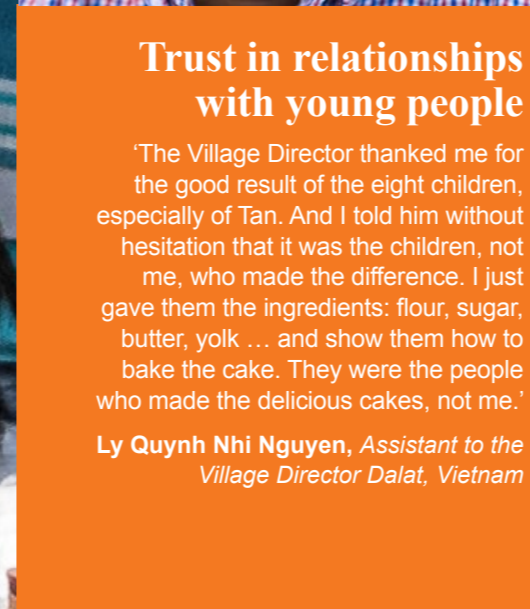 Trust in relationships
with young people
‘The Village Director thanked me for
the good result of the eight children,
especially of Tan. And I told him without
hesitation that it was the children, not
me, who made the difference. I just
gave them the ingredients: flour, sugar,
butter, yolk … and show them how to
bake the cake. They were the people
who made the delicious cakes, not me.’
Ly Quynh Nhi Nguyen, Assistant to the
Village Director Dalat, Vietnam